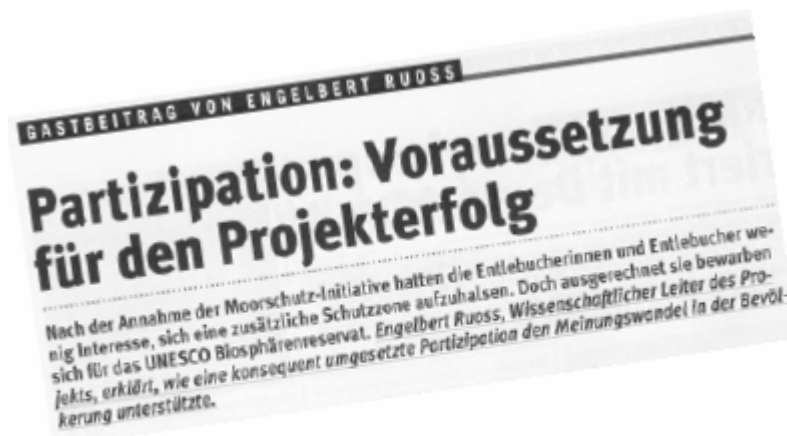 GASTBEITRAG VON ENGELBERT RUOSS
Partizipation: Voraussetzung
für den Projekterfolg
Nach der Annahme der Moorschutz-Initiative hatten die Entlebucherinnen und Entlebucher we-
nig Interesse, sich eine zusätzliche Schutzzone aufzuhalsen. Doch ausgerechnet sie bewarben
sich für das UNESCO Biosphärenreservat. Engelbert Ruoss, Wissenschaftlicher Leiter des Pro-
jekts, erklärt, wie eine konsequent umgesetzte Partizipation den Meinungswandel in der Bevöl-
kerung unterstützte.